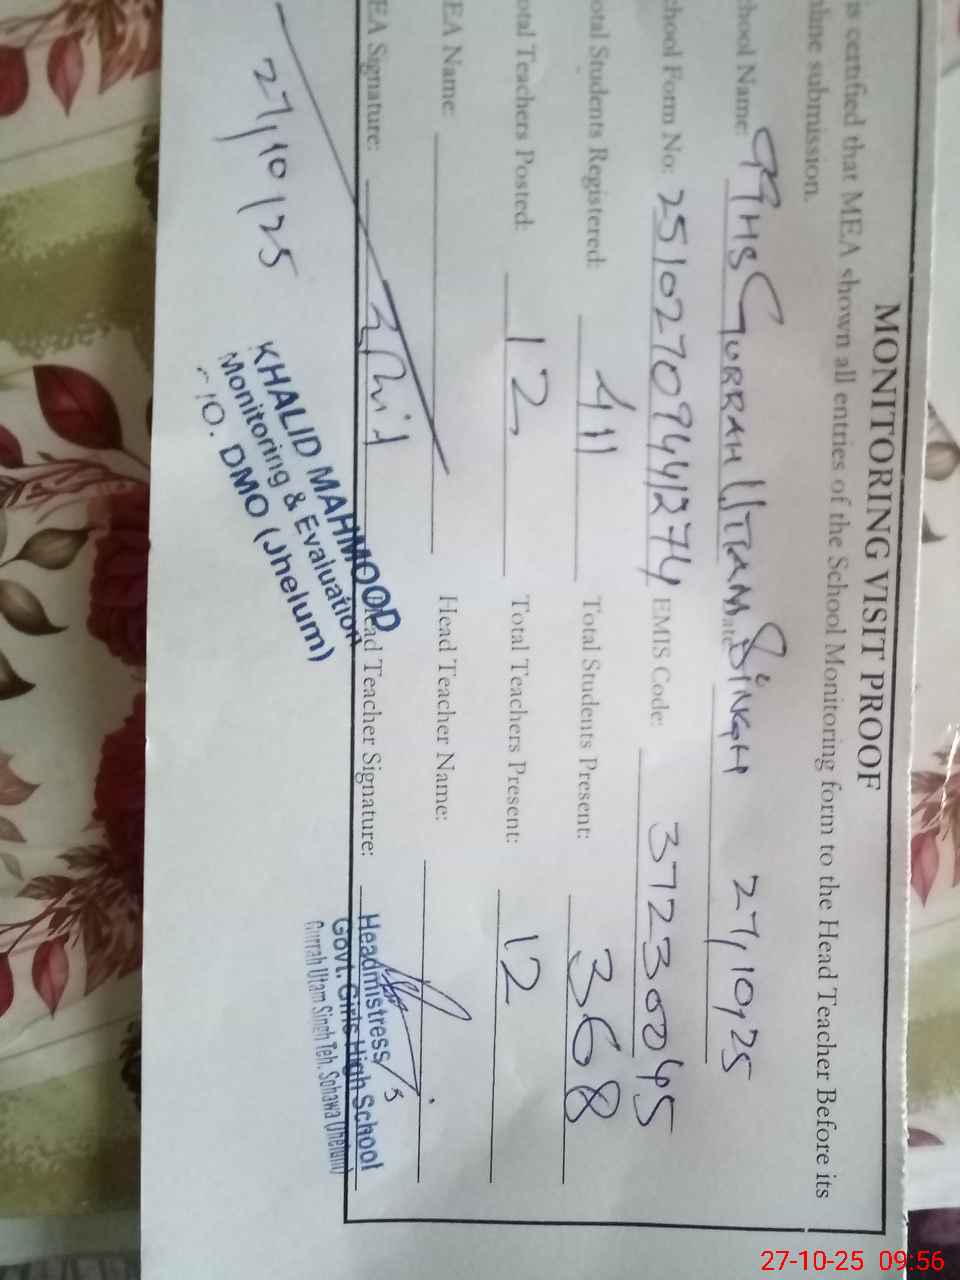 MONITORING VISIT PROOF
is certified that MEA shown all entries of the School Monitoring form to the Head Teacher Before its
line submission.
chool Name: GGHS GURRAH UTTAM SINGH 27,10,25
chool Form No: EMIS Code: 37230045
otal Students Registered: 411 Total Students Present: 368
otal Teachers Posted: 12 Total Teachers Present: 12
EA Name: Head Teacher Name:
EA Signature: Head Teacher Signature:
27/10/25
KHALID MAHMOOD
Monitoring & Evaluation
O. DMO (Jhelum)
Headmistress
Govt. Girls High School
Gurrah Utam Singh Teh. Sohawa (Jhelum)
27-10-25 09:56